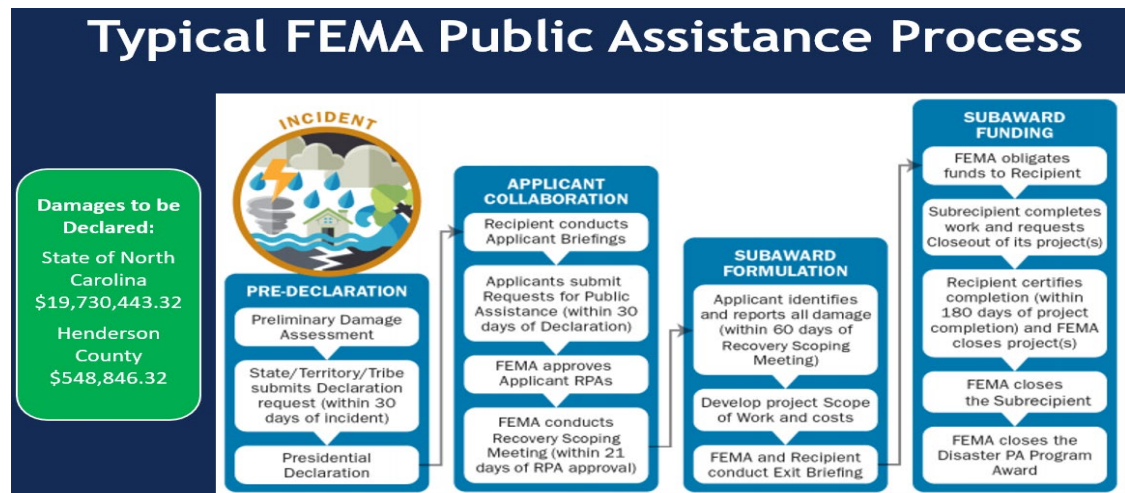 Typical FEMA Public Assistance Process
Damages to be
Declared:
State of North
Carolina
$19,730,443.32
Henderson
County
$548,846.32
INCIDENT
PRE-DECLARATION
Preliminary Damage
Assessment
State/Territory/Tribe
submits Declaration
request (within 30
days of incident)
Presidential
Declaration
APPLICANT
COLLABORATION
Recipient conducts
Applicant Briefings
Applicants submit
Requests for Public
Assistance (within 30
days of Declaration)
FEMA approves
Applicant RPAs
FEMA conducts
Recovery Scoping
Meeting (within 21
days of RPA approval)
SUBAWARD
FORMULATION
Applicant identifies
and reports all damage
(within 60 days of
Recovery Scoping
Meeting)
Develop project Scope
of Work and costs
FEMA and Recipient
conduct Exit Briefing
SUBAWARD
FUNDING
FEMA obligates
funds to Recipient
Subrecipient completes
work and requests
Closeout of its project(s)
Recipient certifies
completion (within
180 days of project
completion) and FEMA
closes project(s)
FEMA closes
the Subrecipient
FEMA closes the
Disaster PA Program
Award